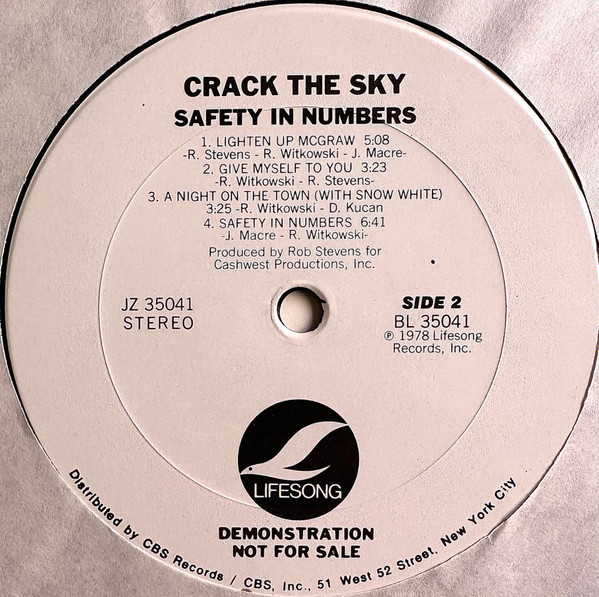 CRACK THE SKY
SAFETY IN NUMBERS
1. LIGHTEN UP MCGRAW 5:08
-R. Stevens - R. Witkowski - J. Macre-
2. GIVE MYSELF TO YOU 3:23
-R. Witkowski - R. Stevens-
3. A NIGHT ON THE TOWN (WITH SNOW WHITE)
3:25 -R. Witkowski - D. Kucan
4. SAFETY IN NUMBERS 6:41
-J. Macre - R. Witkowski-
Produced by Rob Stevens for
Cashwest Productions, Inc.
JZ 35041
STEREO
SIDE 2
BL 35041
℗ 1978 Lifesong
Records, Inc.
LIFESONG
DEMONSTRATION
NOT FOR SALE
Distributed by CBS Records / CBS, Inc., 51 West 52 Street, New York City